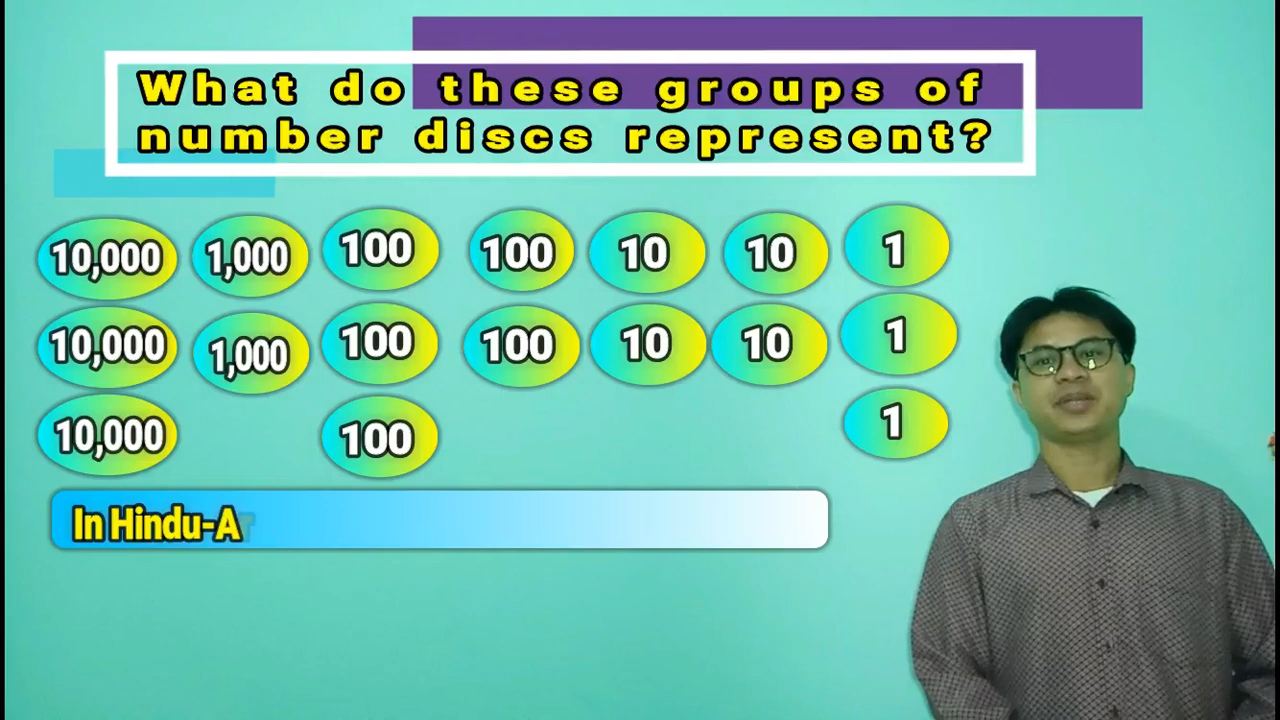 What do these groups of
number discs represent?
10,000 1,000 100 100 10 10 1
10,000 1,000 100 100 10 10 1
10,000 100 1
In Hindu-Ar